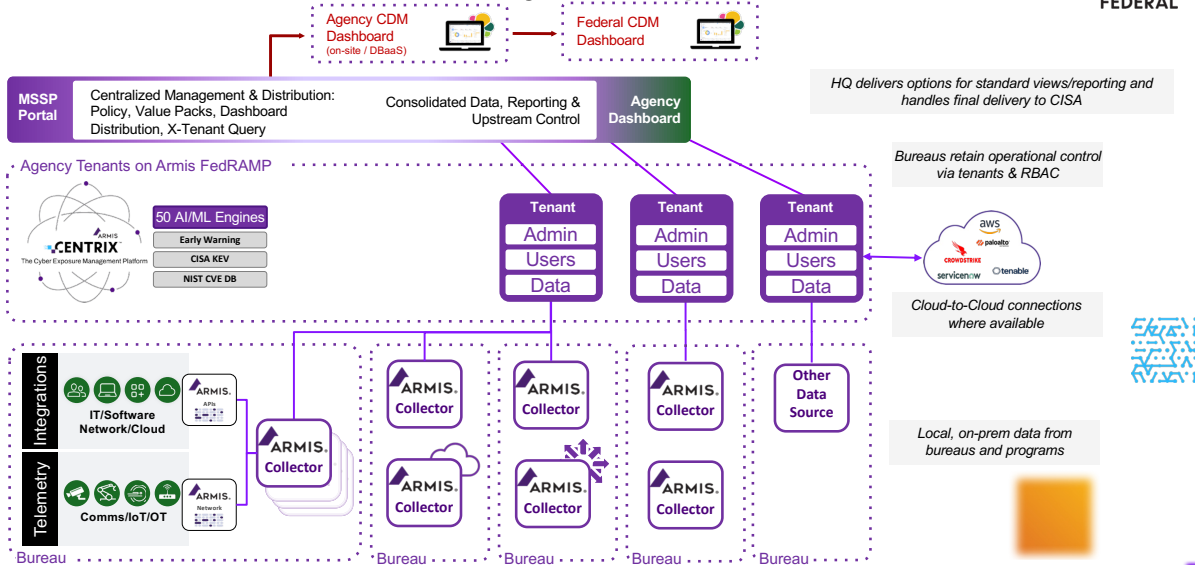 FEDERAL
Agency CDM
Dashboard
(on-site / DBaaS)
Federal CDM
Dashboard
MSSP
Portal
Centralized Management & Distribution:
Policy, Value Packs, Dashboard
Distribution, X-Tenant Query
Consolidated Data, Reporting &
Upstream Control
Agency
Dashboard
HQ delivers options for standard views/reporting and
handles final delivery to CISA
Agency Tenants on Armis FedRAMP
Bureaus retain operational control
via tenants & RBAC
ARMIS
CENTRIX™
The Cyber Exposure Management Platform
50 AI/ML Engines
Early Warning
CISA KEV
NIST CVE DB
Tenant
Admin
Users
Data
Tenant
Admin
Users
Data
Tenant
Admin
Users
Data
aws
paloalto
CROWDSTRIKE
servicenow
tenable
Cloud-to-Cloud connections
where available
Integrations
IT/Software
Network/Cloud
ARMIS.
APIs
Telemetry
Comms/IoT/OT
ARMIS.
Network
ARMIS.
Collector
Bureau
ARMIS.
Collector
ARMIS.
Collector
Bureau
ARMIS.
Collector
ARMIS.
Collector
Bureau
ARMIS.
Collector
ARMIS.
Collector
Bureau
Other
Data
Source
Bureau
Local, on-prem data from
bureaus and programs